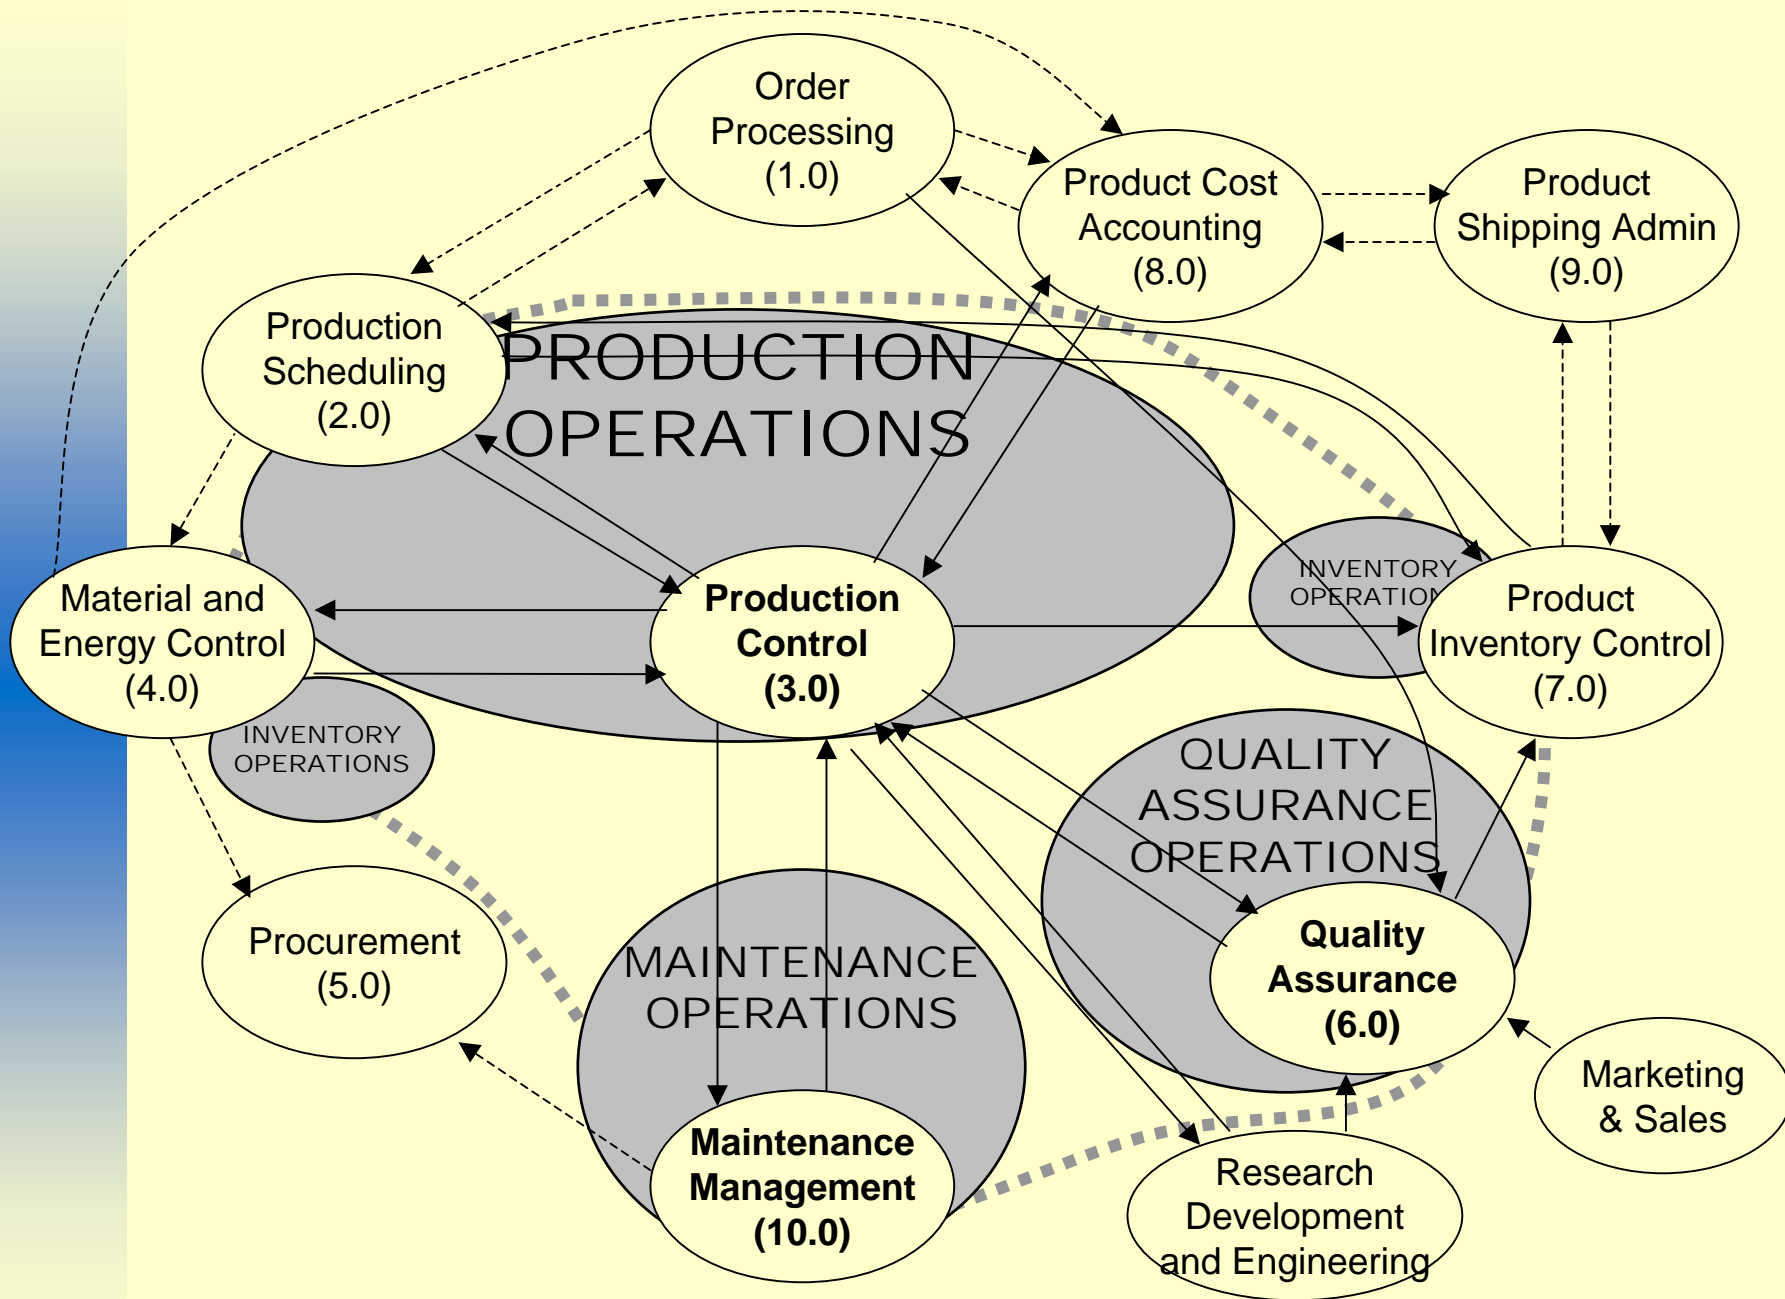 Order
Processing
(1.0)
Product Cost
Accounting
(8.0)
Product
Shipping Admin
(9.0)
Production
Scheduling
(2.0)
PRODUCTION
OPERATIONS
Material and
Energy Control
(4.0)
Production
Control
(3.0)
INVENTORY
OPERATION
Product
Inventory Control
(7.0)
INVENTORY
OPERATIONS
QUALITY
ASSURANCE
OPERATIONS
Procurement
(5.0)
MAINTENANCE
OPERATIONS
Quality
Assurance
(6.0)
Marketing
& Sales
Maintenance
Management
(10.0)
Research
Development
and Engineering